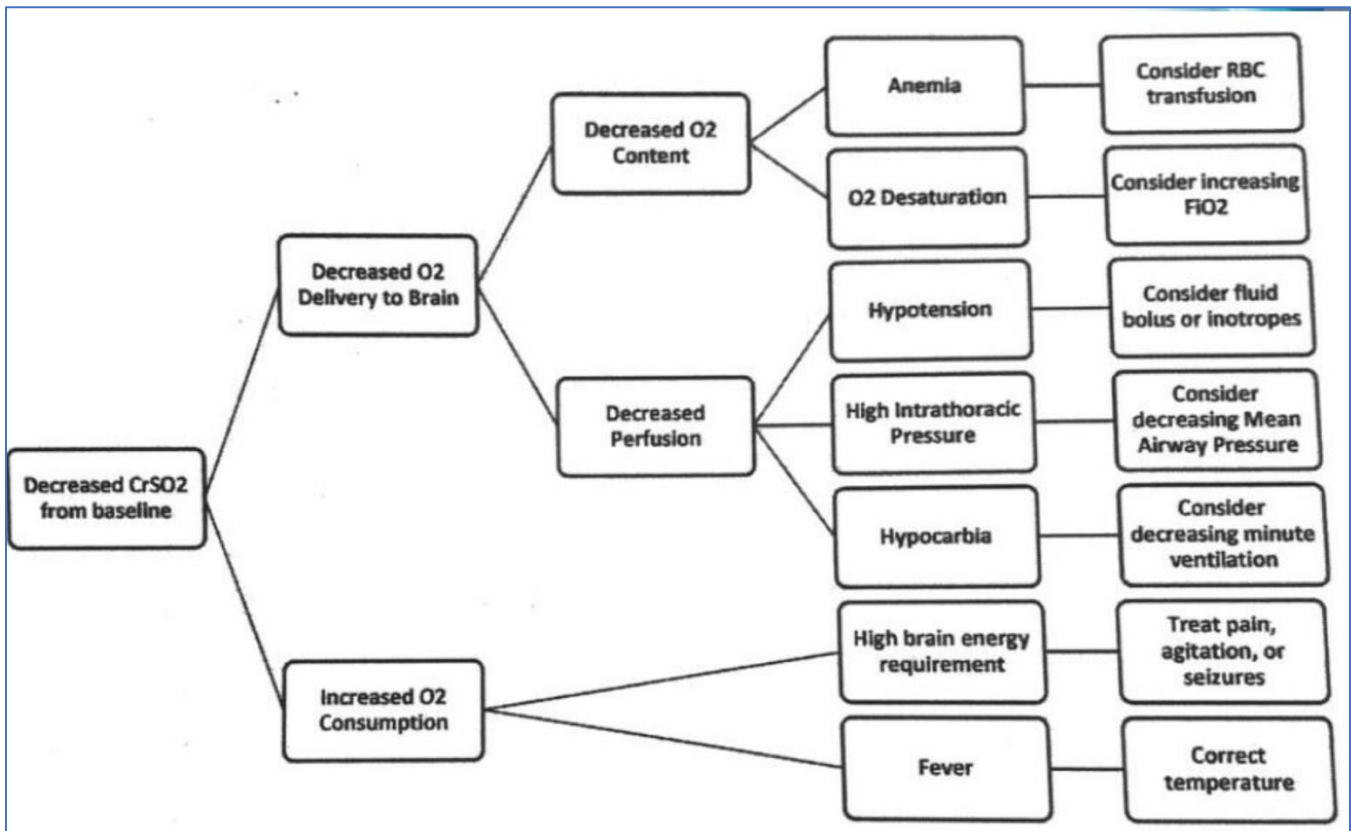 Decreased CrSO2
from baseline
Decreased O2
Delivery to Brain
Increased O2
Consumption
Decreased O2
Content
Decreased
Perfusion
Anemia
O2 Desaturation
Hypotension
High Intrathoracic
Pressure
Hypocarbia
High brain energy
requirement
Fever
Consider RBC
transfusion
Consider increasing
FiO2
Consider fluid
bolus or inotropes
Consider
decreasing Mean
Airway Pressure
Consider
decreasing minute
ventilation
Treat pain,
agitation, or
seizures
Correct
temperature